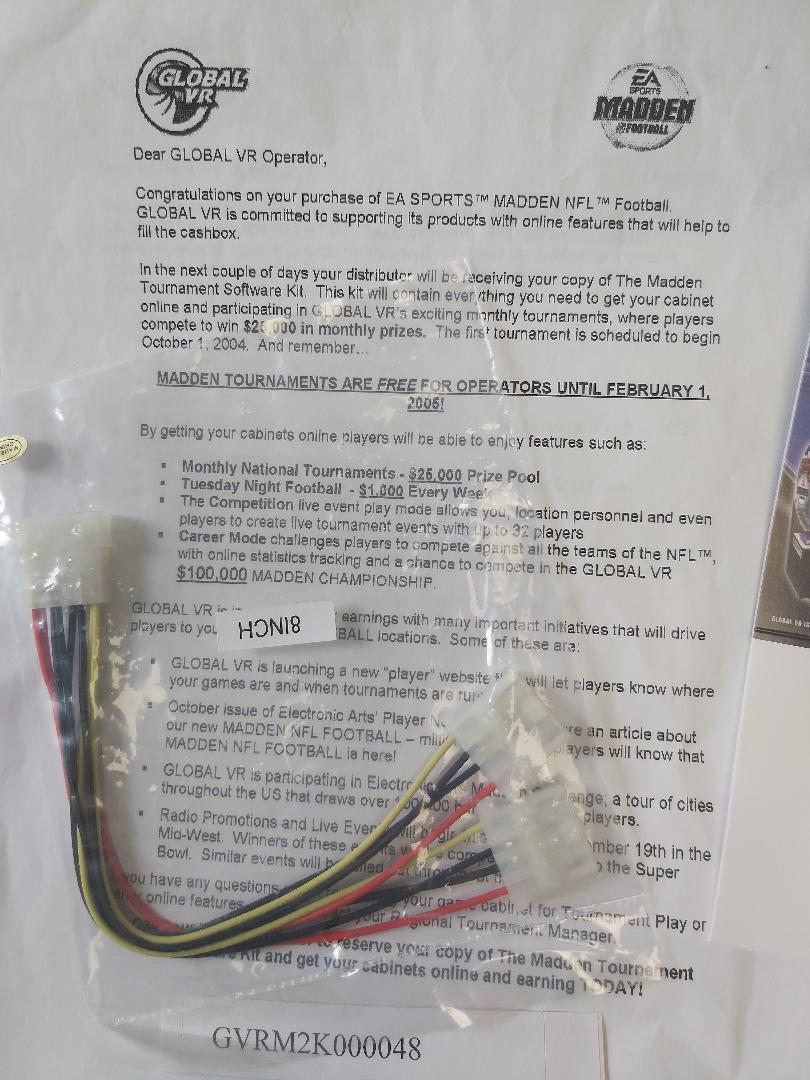 GLOBAL
VR
EA
SPORTS
MADDEN
NFL FOOTBALL
Dear GLOBAL VR Operator,
Congratulations on your purchase of EA SPORTS™ MADDEN NFL™ Football.
GLOBAL VR is committed to supporting its products with online features that will help to
fill the cashbox.
In the next couple of days your distributor will be receiving your copy of The Madden
Tournament Software Kit. This kit will contain everything you need to get your cabinet
online and participating in GLOBAL VR's exciting monthly tournaments, where players
compete to win $25,000 in monthly prizes. The first tournament is scheduled to begin
October 1, 2004. And remember...
MADDEN TOURNAMENTS ARE FREE FOR OPERATORS UNTIL FEBRUARY 1,
2005!
By getting your cabinets online players will be able to enjoy features such as:
▪ Monthly National Tournaments - $25,000 Prize Pool
▪ Tuesday Night Football - $1,000 Every Week
▪ The Competition live event play mode allows you, location personnel and even
players to create live tournament events with up to 32 players
▪ Career Mode challenges players to compete against all the teams of the NFL™,
with online statistics tracking and a chance to compete in the GLOBAL VR
$100,000 MADDEN CHAMPIONSHIP.
GLOBAL VR is earnings with many important initiatives that will drive
players to your BALL locations. Some of these are:
8INCH
▪ GLOBAL VR is launching a new "player" website will let players know where
your games are and when tournaments are
▪ October issue of Electronic Arts' Player an article about
our new MADDEN NFL FOOTBALL – players will know that
MADDEN NFL FOOTBALL is here!
▪ GLOBAL VR is participating in a tour of cities
throughout the US that draws over players.
▪ Radio Promotions and Live 19th in the
Mid-West. Winners of these the Super
Bowl. Similar events will be
you have any questions your game cabinet for Tournament Play or
online features, your Regional Tournament Manager.
to reserve your copy of The Madden Tournament
Kit and get your cabinets online and earning TODAY!
GVRM2K000048